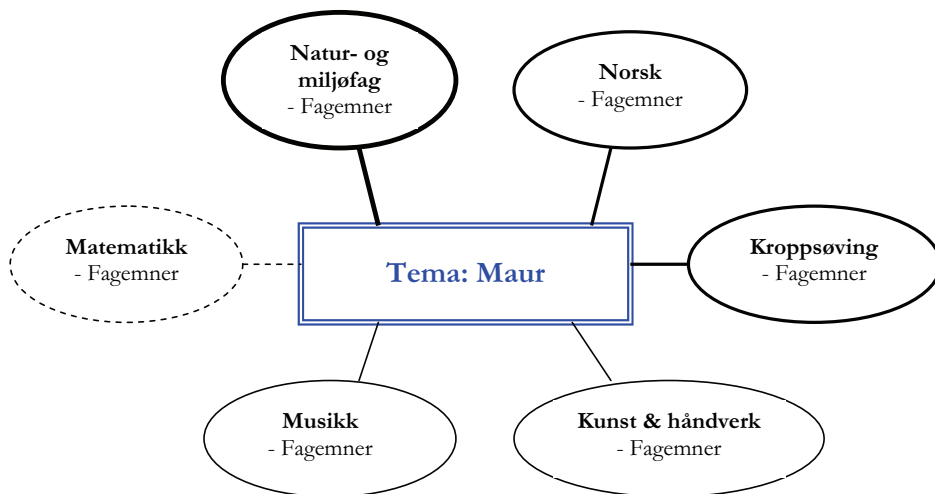 Natur- og
miljøfag
- Fagemner
Norsk
- Fagemner
Matematikk
- Fagemner
Tema: Maur
Kroppsøving
- Fagemner
Musikk
- Fagemner
Kunst & håndverk
- Fagemner